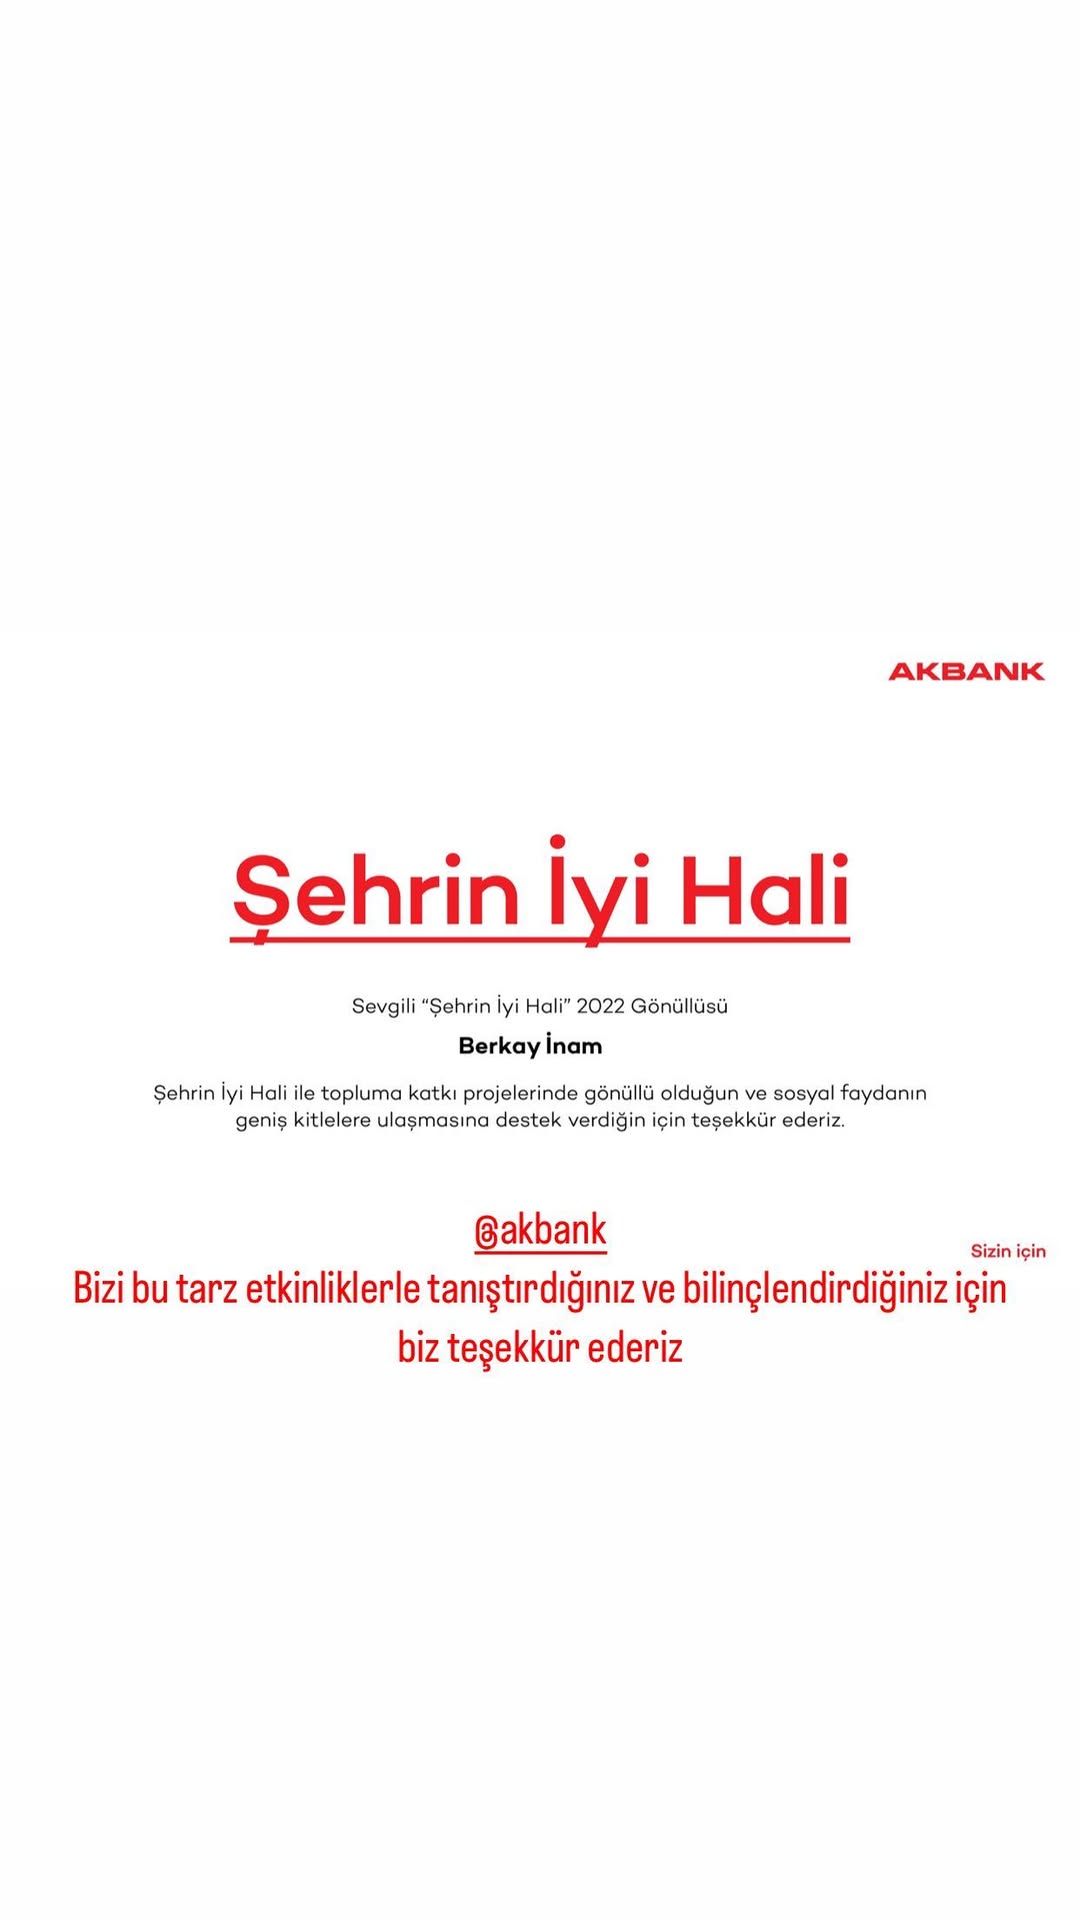 AKBANK
Şehrin İyi Hali
Sevgili “Şehrin İyi Hali” 2022 Gönüllüsü
Berkay İnam
Şehrin İyi Hali ile topluma katkı projelerinde gönüllü olduğun ve sosyal faydanın
geniş kitlelere ulaşmasına destek verdiğin için teşekkür ederiz.
@akbank
Sizin için
Bizi bu tarz etkinliklerle tanıştırdığınız ve bilinçlendirdiğiniz için
biz teşekkür ederiz